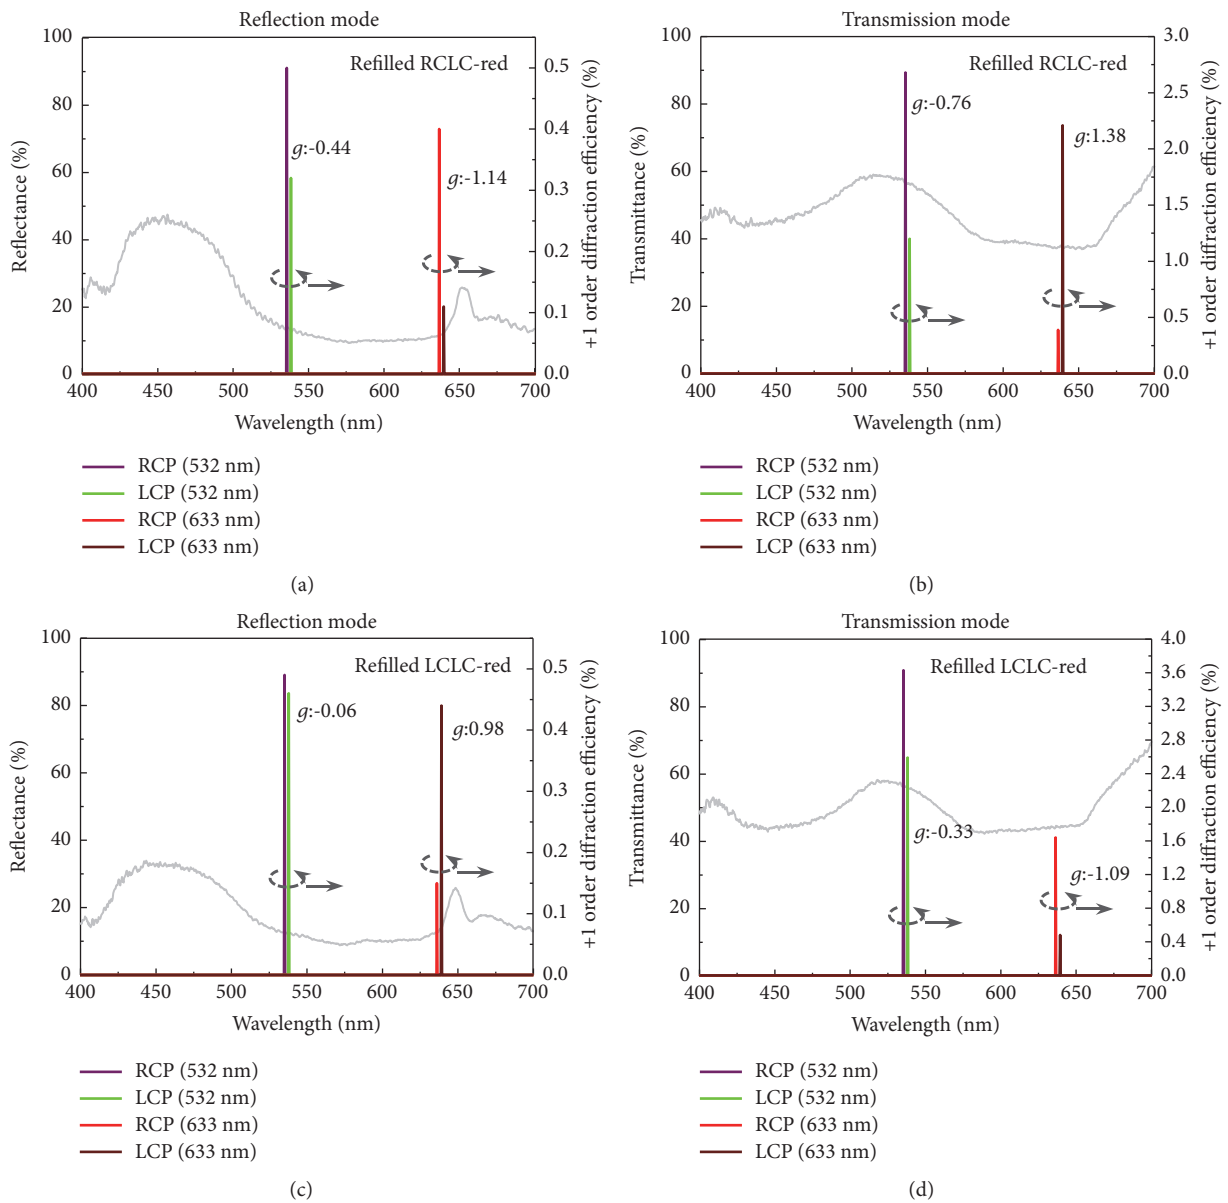 Reflection mode
Refilled RCLC-red
g:-0.44
g:-1.14
Reflectance (%)
100
80
60
40
20
0
+1 order diffraction efficiency (%)
0.5
0.4
0.3
0.2
0.1
0.0
400 450 500 550 600 650 700
Wavelength (nm)
RCP (532 nm)
LCP (532 nm)
RCP (633 nm)
LCP (633 nm)
(a)
Transmission mode
Refilled RCLC-red
g:-0.76
g:1.38
Transmittance (%)
100
80
60
40
20
0
+1 order diffraction efficiency (%)
3.0
2.5
2.0
1.5
1.0
0.5
0.0
400 450 500 550 600 650 700
Wavelength (nm)
RCP (532 nm)
LCP (532 nm)
RCP (633 nm)
LCP (633 nm)
(b)
Reflection mode
Refilled LCLC-red
g:-0.06
g:0.98
Reflectance (%)
100
80
60
40
20
0
+1 order diffraction efficiency (%)
0.5
0.4
0.3
0.2
0.1
0.0
400 450 500 550 600 650 700
Wavelength (nm)
RCP (532 nm)
LCP (532 nm)
RCP (633 nm)
LCP (633 nm)
(c)
Transmission mode
Refilled LCLC-red
g:-0.33
g:-1.09
Transmittance (%)
100
80
60
40
20
0
+1 order diffraction efficiency (%)
4.0
3.6
3.2
2.8
2.4
2.0
1.6
1.2
0.8
0.4
0.0
400 450 500 550 600 650 700
Wavelength (nm)
RCP (532 nm)
LCP (532 nm)
RCP (633 nm)
LCP (633 nm)
(d)